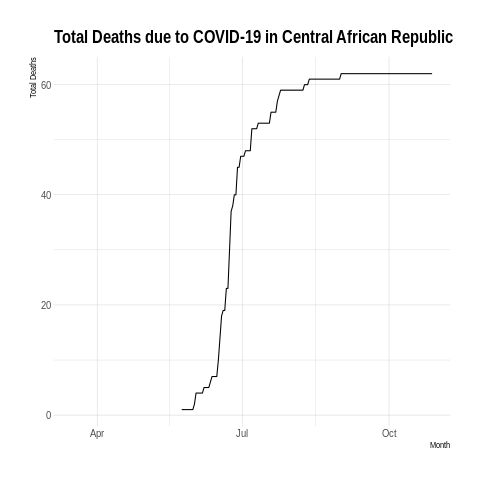 Total Deaths due to COVID-19 in Central African Republic
Total Deaths
60
40
20
0
Apr Jul Oct
Month